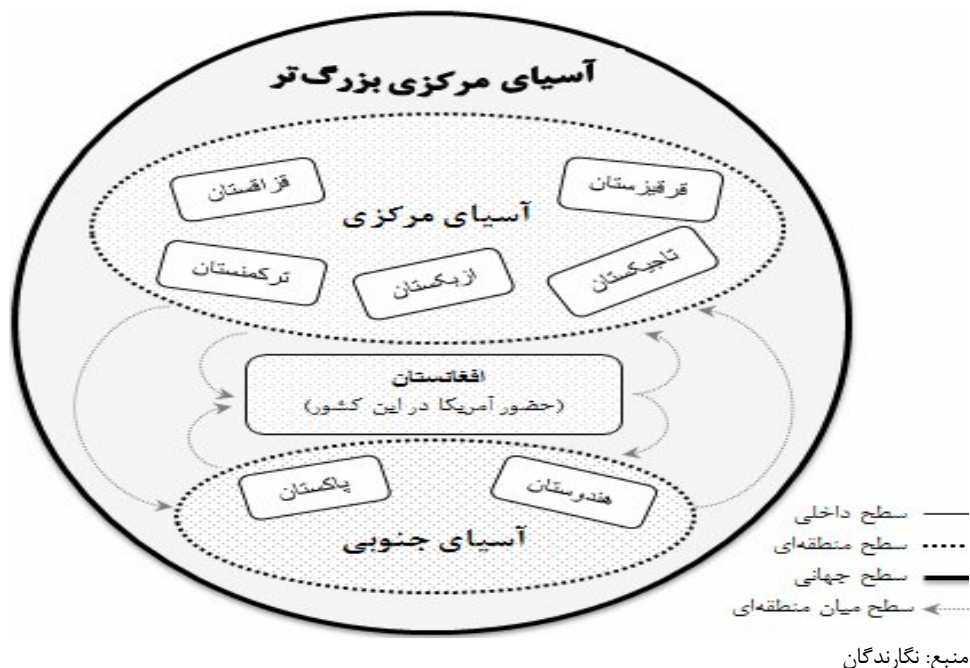 آسیای مرکزی بزرگ‌تر
قرقیزستان
قزاقستان
آسیای مرکزی
تاجیکستان
ازبکستان
ترکمنستان
افغانستان
(حضور آمریکا در این کشور)
هندوستان
پاکستان
آسیای جنوبی
سطح داخلی
سطح منطقه‌ای
سطح جهانی
سطح میان منطقه‌ای
منبع: نگارندگان